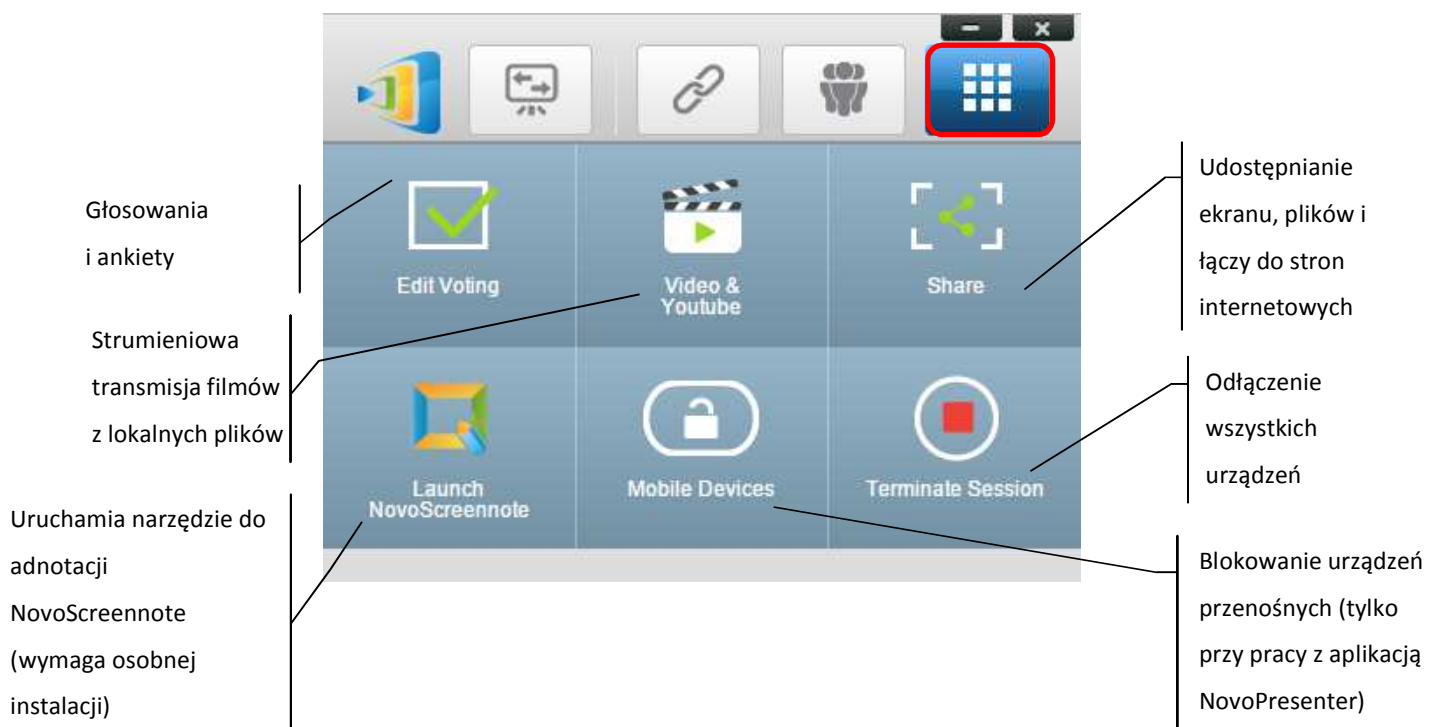 Głosowania
i ankiety
Strumieniowa
transmisja filmów
z lokalnych plików
Uruchamia narzędzie do
adnotacji
NovoScreennote
(wymaga osobnej
instalacji)
Edit Voting
Video &
Youtube
Share
Launch
NovoScreennote
Mobile Devices
Terminate Session
Udostępnianie
ekranu, plików i
łączy do stron
internetowych
Odłączenie
wszystkich
urządzeń
Blokowanie urządzeń
przenośnych (tylko
przy pracy z aplikacją
NovoPresenter)